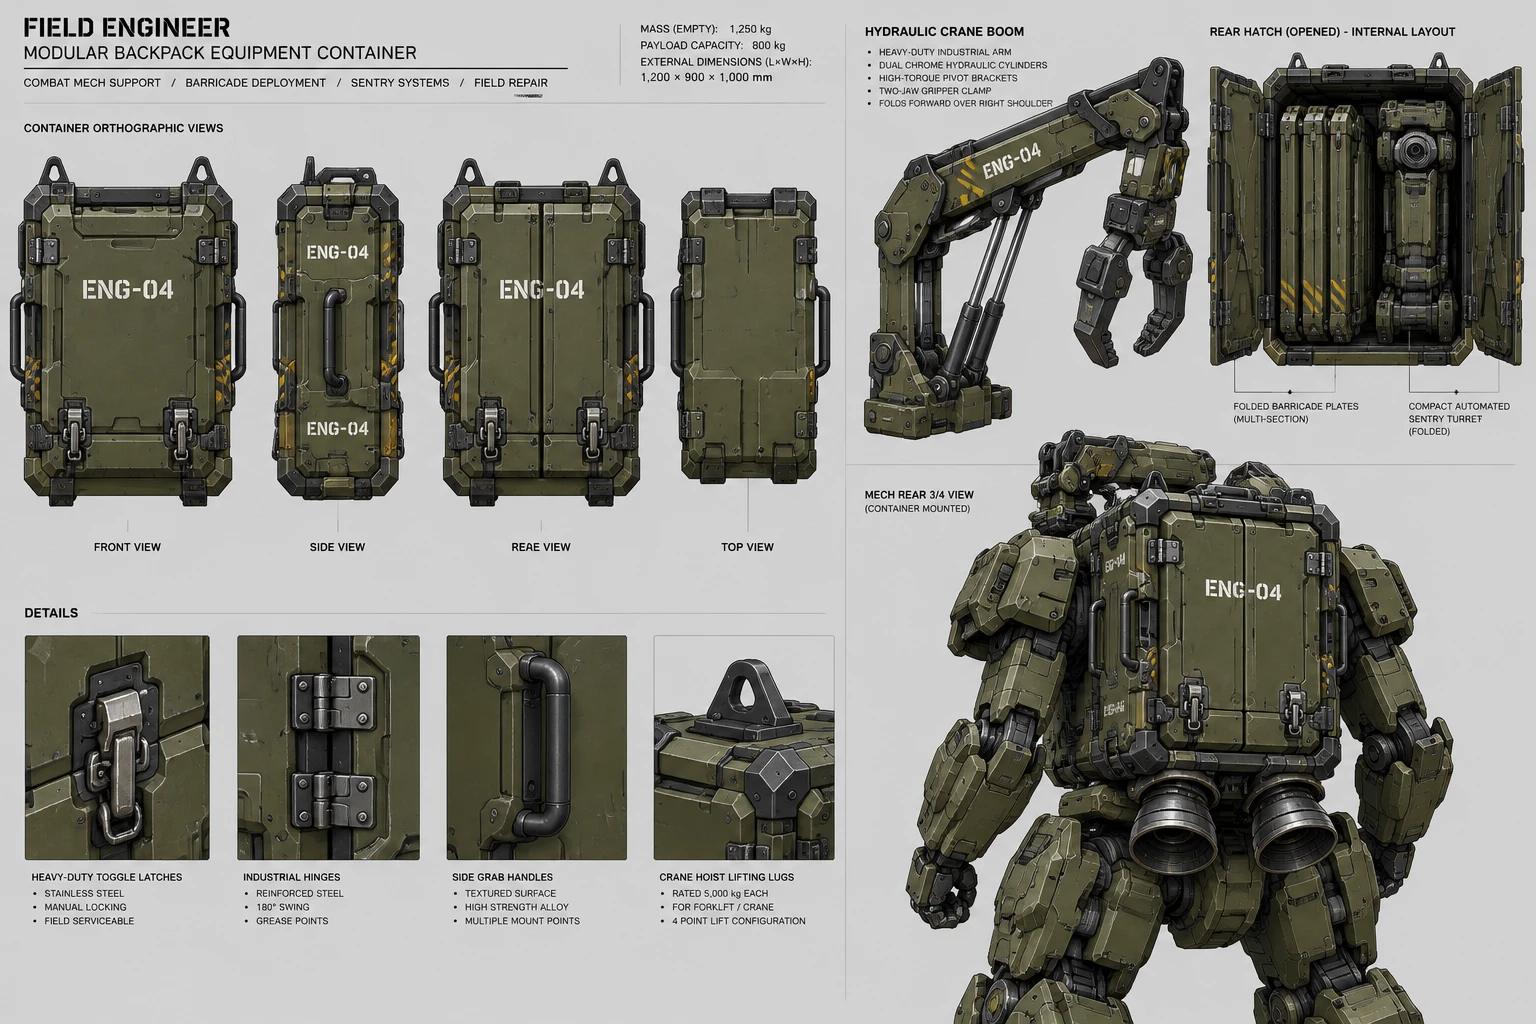 FIELD ENGINEER
MODULAR BACKPACK EQUIPMENT CONTAINER
COMBAT MECH SUPPORT / BARRICADE DEPLOYMENT / SENTRY SYSTEMS / FIELD REPAIR
MASS (EMPTY): 1,250 kg
PAYLOAD CAPACITY: 800 kg
EXTERNAL DIMENSIONS (L×W×H):
1,200 × 900 × 1,000 mm
CONTAINER ORTHOGRAPHIC VIEWS
ENG-04
ENG-04
ENG-04
ENG-04
FRONT VIEW
SIDE VIEW
REAE VIEW
TOP VIEW
DETAILS
HEAVY-DUTY TOGGLE LATCHES
• STAINLESS STEEL
• MANUAL LOCKING
• FIELD SERVICEABLE
INDUSTRIAL HINGES
• REINFORCED STEEL
• 180° SWING
• GREASE POINTS
SIDE GRAB HANDLES
• TEXTURED SURFACE
• HIGH STRENGTH ALLOY
• MULTIPLE MOUNT POINTS
CRANE HOIST LIFTING LUGS
• RATED 5,000 kg EACH
• FOR FORKLFT / CRANE
• 4 POINT LIFT CONFIGURATION
HYDRAULIC CRANE BOOM
• HEAVY-DUTY INDUSTRIAL ARM
• DUAL CHROME HYDRAULIC CYLINDERS
• HIGH-TORQUE PIVOT BRACKETS
• TWO-JAW GRIPPER CLAMP
• FOLDS FORWARD OVER RIGHT SHOULDER
ENG-04
REAR HATCH (OPENED) - INTERNAL LAYOUT
FOLDED BARRICADE PLATES
(MULTI-SECTION)
COMPACT AUTOMATED
SENTRY TURRET
(FOLDED)
MECH REAR 3/4 VIEW
(CONTAINER MOUNTED)
ENG-04